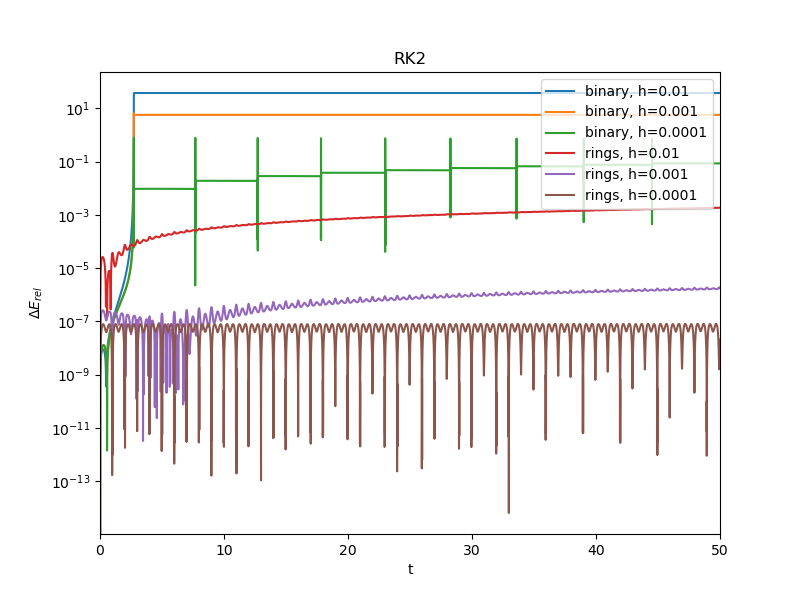 RK2
binary, h=0.01
binary, h=0.001
binary, h=0.0001
rings, h=0.01
rings, h=0.001
rings, h=0.0001
10¹
10⁻¹
10⁻³
10⁻⁵
10⁻⁷
10⁻⁹
10⁻¹¹
10⁻¹³
ΔE_rel
0 10 20 30 40 50
t